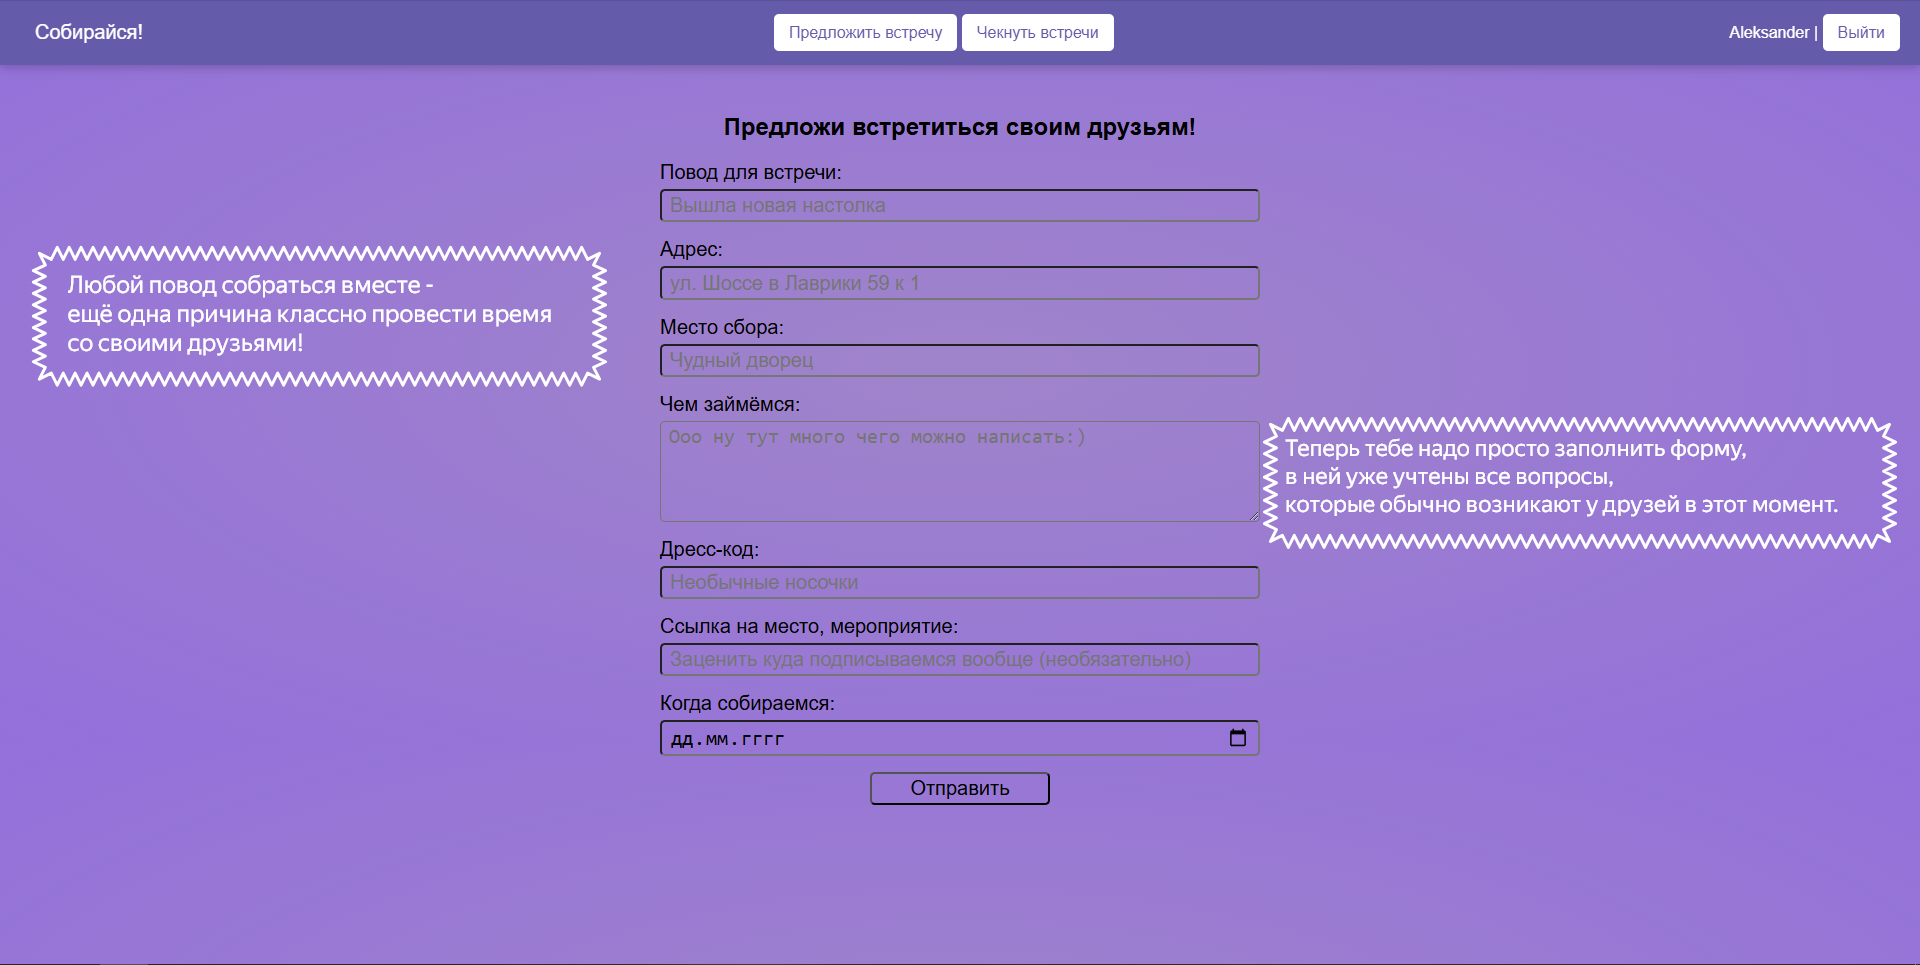 Собирайся!
Предложить встречу
Чекнуть встречи
Aleksander |
Выйти
Предложи встретиться своим друзьям!
Повод для встречи:
Вышла новая настолка
Адрес:
ул. Шоссе в Лаврики 59 к 1
Место сбора:
Чудный дворец
Чем займёмся:
Ооо ну тут много чего можно написать:)
Дресс-код:
Необычные носочки
Ссылка на место, мероприятие:
Заценить куда подписываемся вообще (необязательно)
Когда собираемся:
дд.мм.гггг
Отправить
Любой повод собраться вместе -
ещё одна причина классно провести время
со своими друзьями!
Теперь тебе надо просто заполнить форму,
в ней уже учтены все вопросы,
которые обычно возникают у друзей в этот момент.